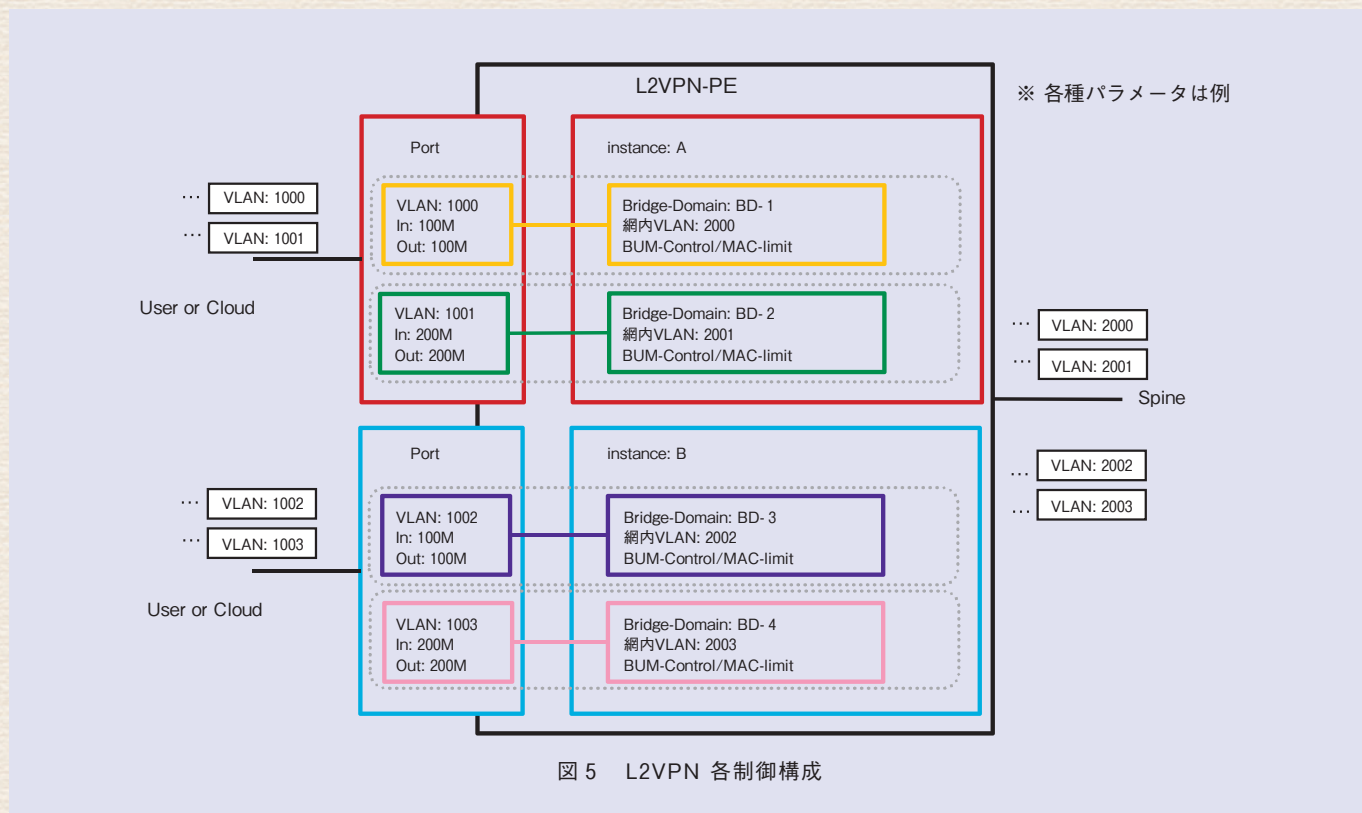 L2VPN-PE
※ 各種パラメータは例
Port
instance: A
… VLAN: 1000
… VLAN: 1001
User or Cloud
VLAN: 1000
In: 100M
Out: 100M
Bridge-Domain: BD- 1
網内VLAN: 2000
BUM-Control/MAC-limit
VLAN: 1001
In: 200M
Out: 200M
Bridge-Domain: BD- 2
網内VLAN: 2001
BUM-Control/MAC-limit
… VLAN: 2000
… VLAN: 2001
Spine
Port
instance: B
… VLAN: 1002
… VLAN: 1003
User or Cloud
VLAN: 1002
In: 100M
Out: 100M
Bridge-Domain: BD- 3
網内VLAN: 2002
BUM-Control/MAC-limit
VLAN: 1003
In: 200M
Out: 200M
Bridge-Domain: BD- 4
網内VLAN: 2003
BUM-Control/MAC-limit
… VLAN: 2002
… VLAN: 2003
図 5 L2VPN 各制御構成